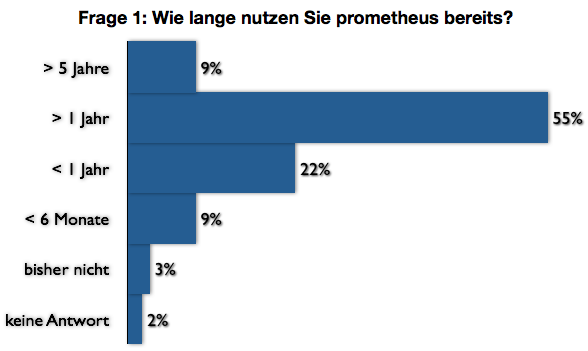 Frage 1: Wie lange nutzen Sie prometheus bereits?
> 5 Jahre 9%
> 1 Jahr 55%
< 1 Jahr 22%
< 6 Monate 9%
bisher nicht 3%
keine Antwort 2%